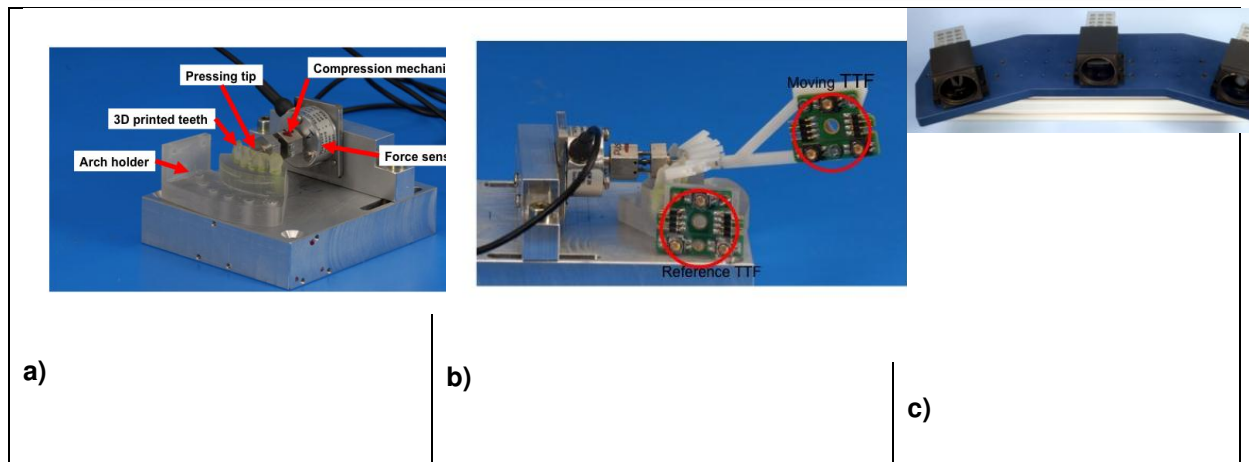 Compression mechani
Pressing tip
3D printed teeth
Arch holder
Force sens
Moving TTF
Reference TTF
a)
b)
c)